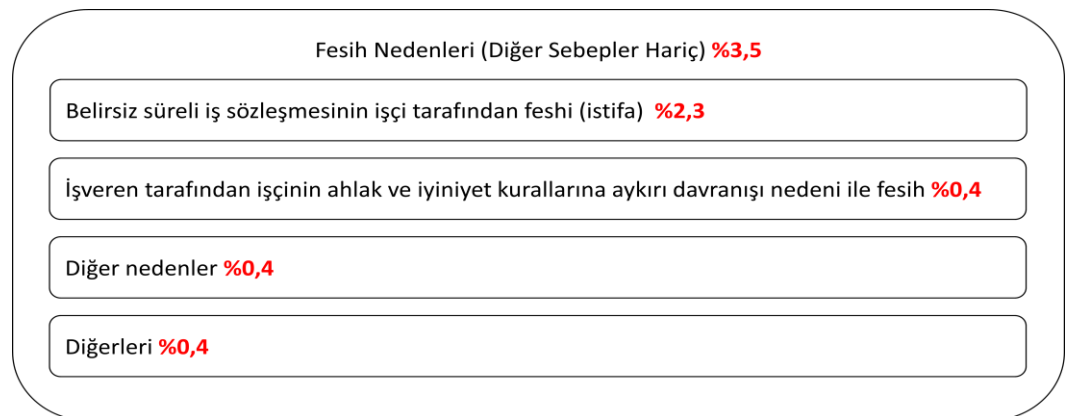 Fesih Nedenleri (Diğer Sebepler Hariç) %3,5
Belirsiz süreli iş sözleşmesinin işçi tarafından feshi (istifa) %2,3
İşveren tarafından işçinin ahlak ve iyiniyet kurallarına aykırı davranışı nedeni ile fesih %0,4
Diğer nedenler %0,4
Diğerleri %0,4